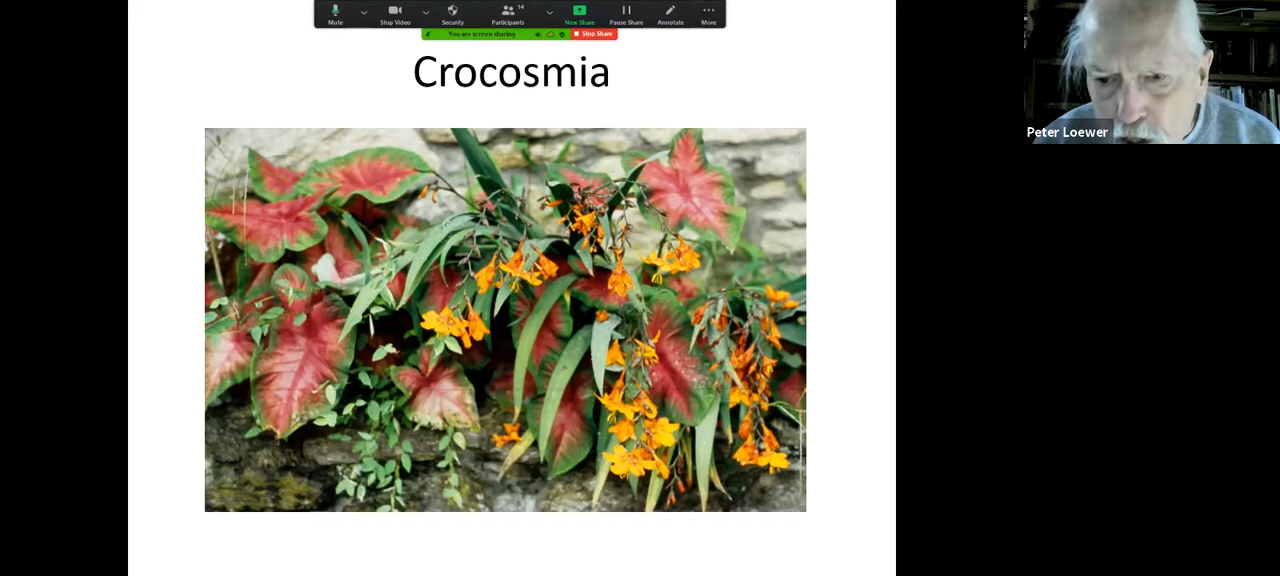 14
Mute
Stop Video
Security
Participants
New Share
Pause Share
Annotate
More
You are screen sharing
Stop Share
Crocosmia
Peter Loewer